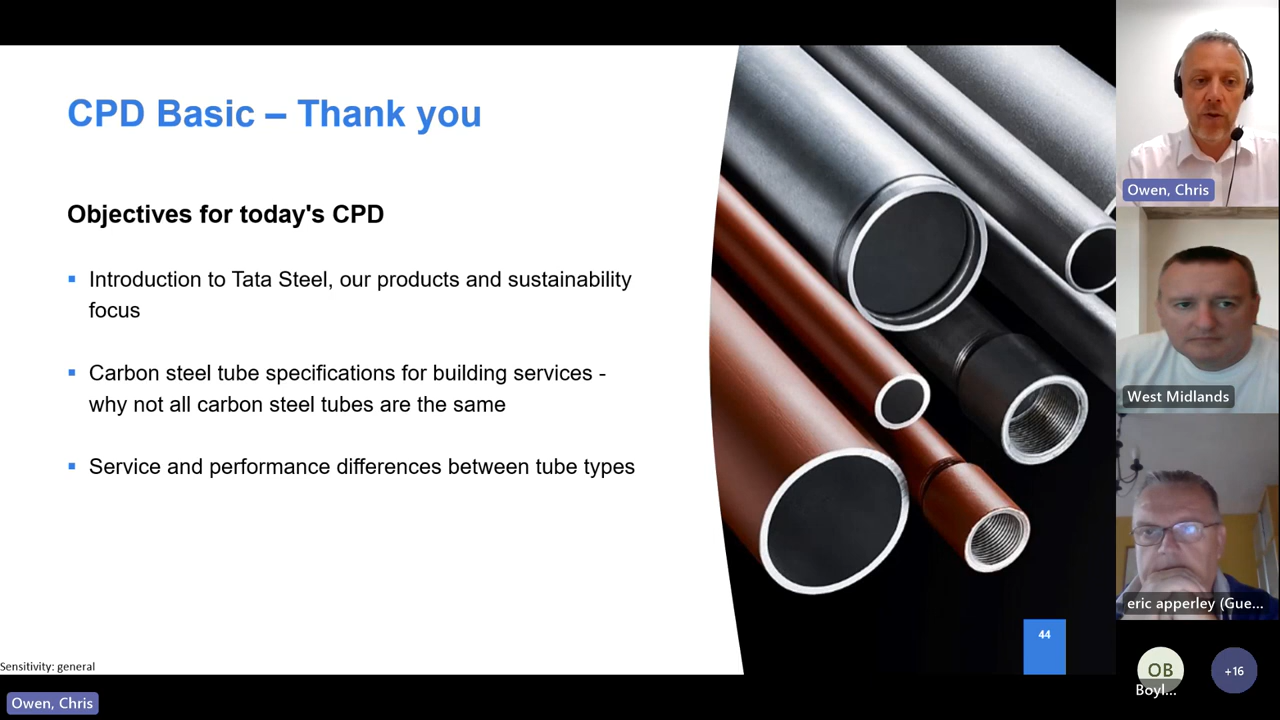 CPD Basic – Thank you
Objectives for today's CPD
▪ Introduction to Tata Steel, our products and sustainability
focus
▪ Carbon steel tube specifications for building services -
why not all carbon steel tubes are the same
▪ Service and performance differences between tube types
44
Sensitivity: general
Owen, Chris
Owen, Chris
West Midlands
eric apperley (Gue...
OB
Boyl...
+16